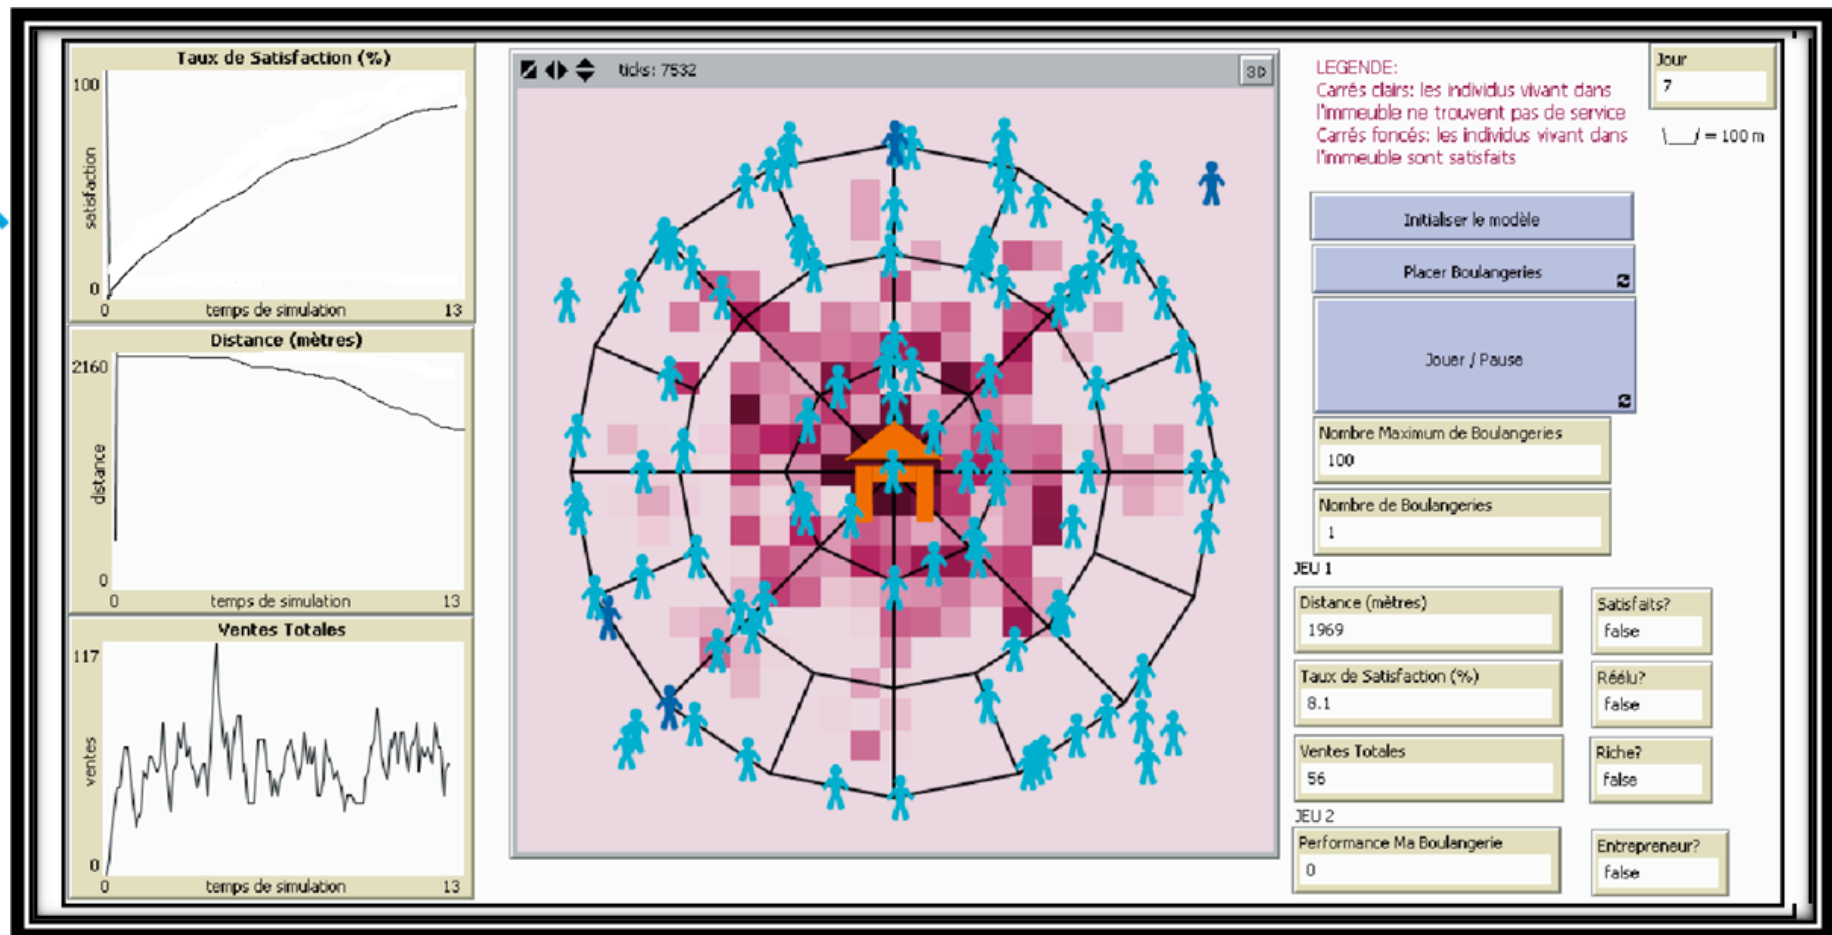 Taux de Satisfaction (%)
100
satisfaction
0
0
temps de simulation
13
Distance (mètres)
2160
distance
0
0
temps de simulation
13
Ventes Totales
117
ventes
0
0
temps de simulation
13
ticks: 7532
3D
LEGENDE:
Carrés clairs: les individus vivant dans
l'immeuble ne trouvent pas de service
Carrés foncés: les individus vivant dans
l'immeuble sont satisfaits
Jour
7
\__/ = 100 m
Initialiser le modèle
Placer Boulangeries
Jouer / Pause
Nombre Maximum de Boulangeries
100
Nombre de Boulangeries
1
JEU 1
Distance (mètres)
1969
Satisfaits?
false
Taux de Satisfaction (%)
8.1
Réélu?
false
Ventes Totales
56
Riche?
false
JEU 2
Performance Ma Boulangerie
0
Entrepreneur?
false